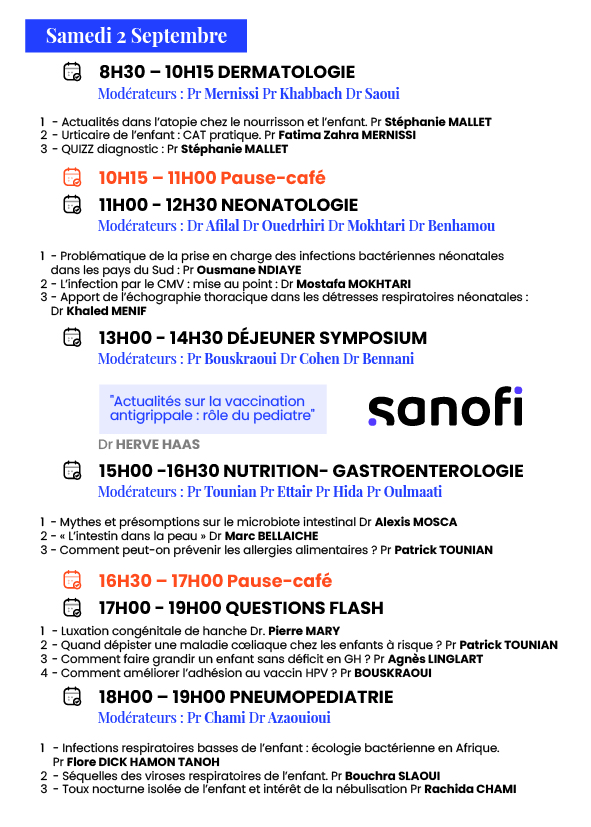 Samedi 2 Septembre
8H30 – 10H15 DERMATOLOGIE
Modérateurs : Pr Mernissi Pr Khabbach Dr Saoui
1 - Actualités dans l'atopie chez le nourrisson et l'enfant. Pr Stéphanie MALLET
2 - Urticaire de l'enfant : CAT pratique. Pr Fatima Zahra MERNISSI
3 - QUIZZ diagnostic : Pr Stéphanie MALLET
10H15 – 11H00 Pause-café
11H00 - 12H30 NEONATOLOGIE
Modérateurs : Dr Afilal Dr Ouedrhiri Dr Mokhtari Dr Benhamou
1 - Problématique de la prise en charge des infections bactériennes néonatales
dans les pays du Sud : Pr Ousmane NDIAYE
2 - L'infection par le CMV : mise au point : Dr Mostafa MOKHTARI
3 - Apport de l'échographie thoracique dans les détresses respiratoires néonatales :
Dr Khaled MENIF
13H00 - 14H30 DÉJEUNER SYMPOSIUM
Modérateurs : Pr Bouskraoui Dr Cohen Dr Bennani
"Actualités sur la vaccination
antigrippale : rôle du pediatre"
sanofi
Dr HERVE HAAS
15H00 -16H30 NUTRITION- GASTROENTEROLOGIE
Modérateurs : Pr Tounian Pr Ettair Pr Hida Pr Oulmaati
1 - Mythes et présomptions sur le microbiote intestinal Dr Alexis MOSCA
2 - « L'intestin dans la peau » Dr Marc BELLAICHE
3 - Comment peut-on prévenir les allergies alimentaires ? Pr Patrick TOUNIAN
16H30 – 17H00 Pause-café
17H00 - 19H00 QUESTIONS FLASH
1 - Luxation congénitale de hanche Dr. Pierre MARY
2 - Quand dépister une maladie cœliaque chez les enfants à risque ? Pr Patrick TOUNIAN
3 - Comment faire grandir un enfant sans déficit en GH ? Pr Agnès LINGLART
4 - Comment améliorer l'adhésion au vaccin HPV ? Pr BOUSKRAOUI
18H00 – 19H00 PNEUMOPEDIATRIE
Modérateurs : Pr Chami Dr Azaouioui
1 - Infections respiratoires basses de l'enfant : écologie bactérienne en Afrique.
Pr Flore DICK HAMON TANOH
2 - Séquelles des viroses respiratoires de l'enfant. Pr Bouchra SLAOUI
3 - Toux nocturne isolée de l'enfant et intérêt de la nébulisation Pr Rachida CHAMI